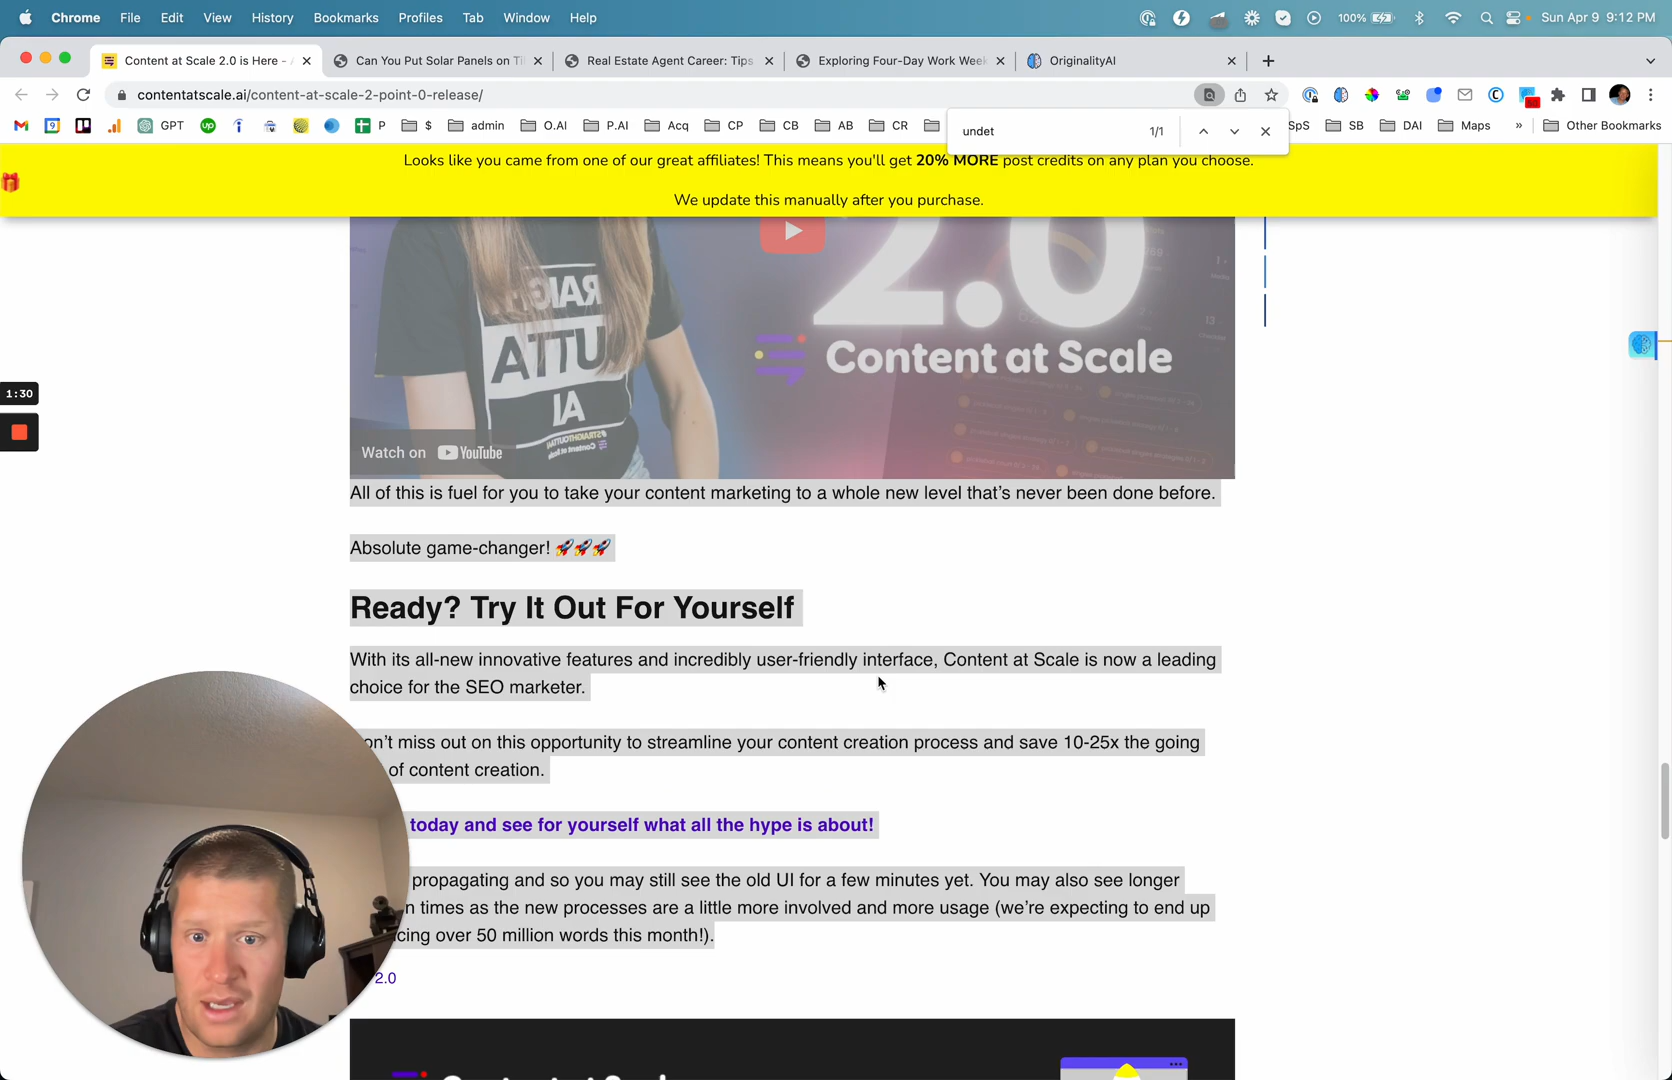 Chrome File Edit View History Bookmarks Profiles Tab Window Help 100% Sun Apr 9 9:12 PM
Content at Scale 2.0 is Here - Can You Put Solar Panels on Real Estate Agent Career: Tips Exploring Four-Day Work Week OriginalityAI
contentatscale.ai/content-at-scale-2-point-0-release/
GPT P $ admin O.AI P.AI Acq CP CB AB CR SpS SB DAI Maps » Other Bookmarks
undet 1/1
Looks like you came from one of our great affiliates! This means you'll get 20% MORE post credits on any plan you choose.
We update this manually after you purchase.
2.0
Content at Scale
OUTTA
AI
Watch on YouTube
1:30
All of this is fuel for you to take your content marketing to a whole new level that's never been done before.
Absolute game-changer! 🚀🚀🚀
Ready? Try It Out For Yourself
With its all-new innovative features and incredibly user-friendly interface, Content at Scale is now a leading
choice for the SEO marketer.
on't miss out on this opportunity to streamline your content creation process and save 10-25x the going
of content creation.
today and see for yourself what all the hype is about!
propagating and so you may still see the old UI for a few minutes yet. You may also see longer
n times as the new processes are a little more involved and more usage (we're expecting to end up
cing over 50 million words this month!).
2.0